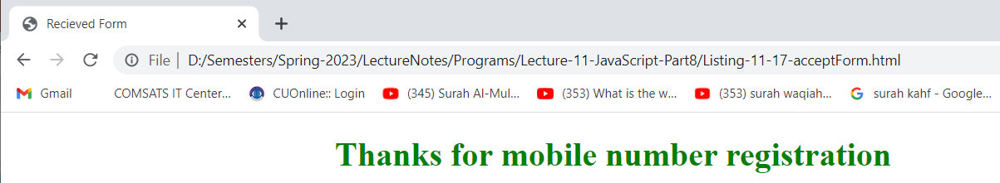 Recieved Form
File | D:/Semesters/Spring-2023/LectureNotes/Programs/Lecture-11-JavaScript-Part8/Listing-11-17-acceptForm.html
Gmail COMSATS IT Center... CUOnline:: Login (345) Surah Al-Mul... (353) What is the w... (353) surah waqiah... surah kahf - Google...
Thanks for mobile number registration